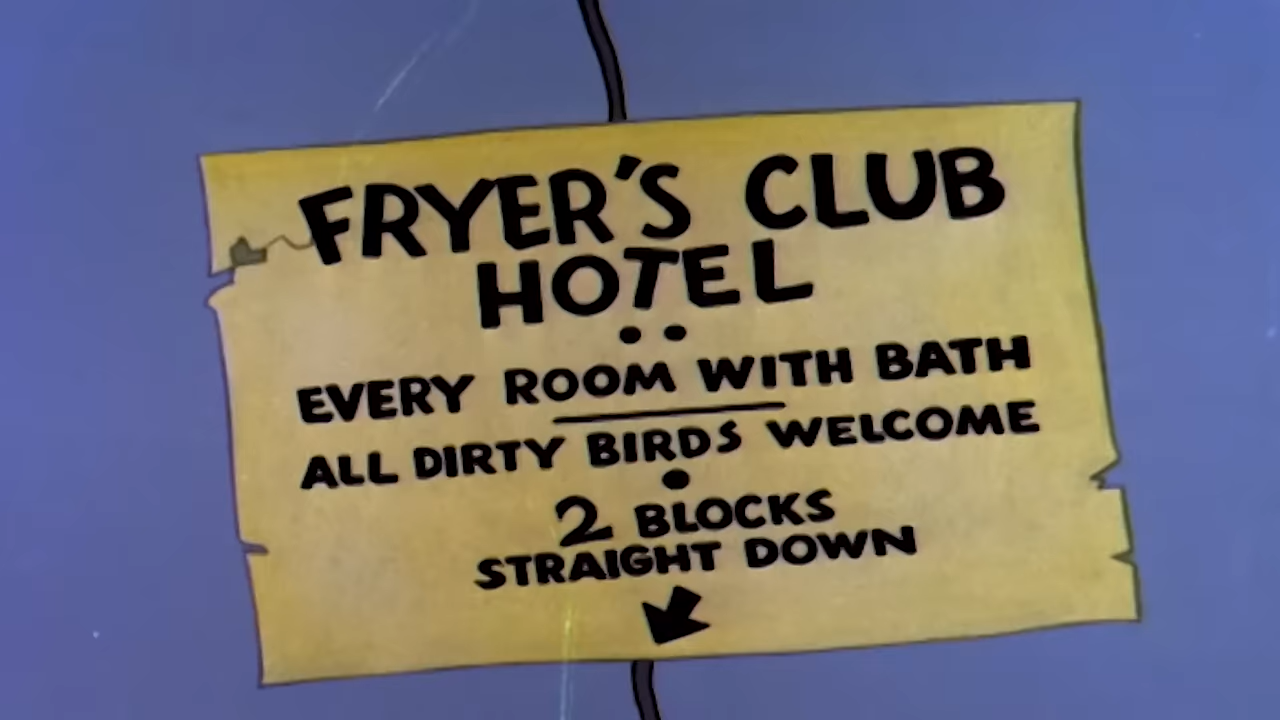 FRYER'S CLUB
HOTEL
EVERY ROOM WITH BATH
ALL DIRTY BIRDS WELCOME
2 BLOCKS
STRAIGHT DOWN